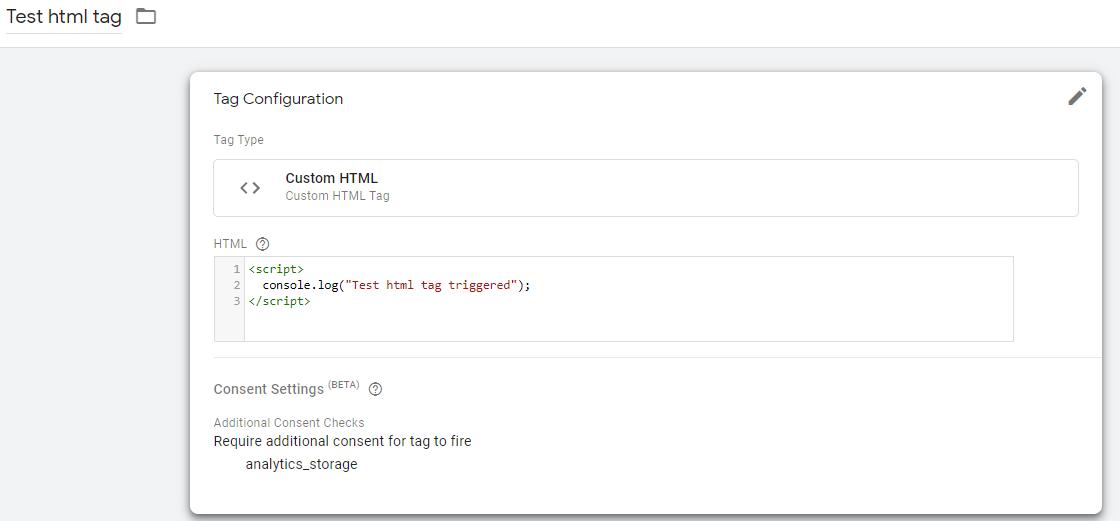 Test html tag
Tag Configuration
Tag Type
Custom HTML
Custom HTML Tag
HTML
1 <script>
2   console.log("Test html tag triggered");
3 </script>
Consent Settings (BETA)
Additional Consent Checks
Require additional consent for tag to fire
analytics_storage